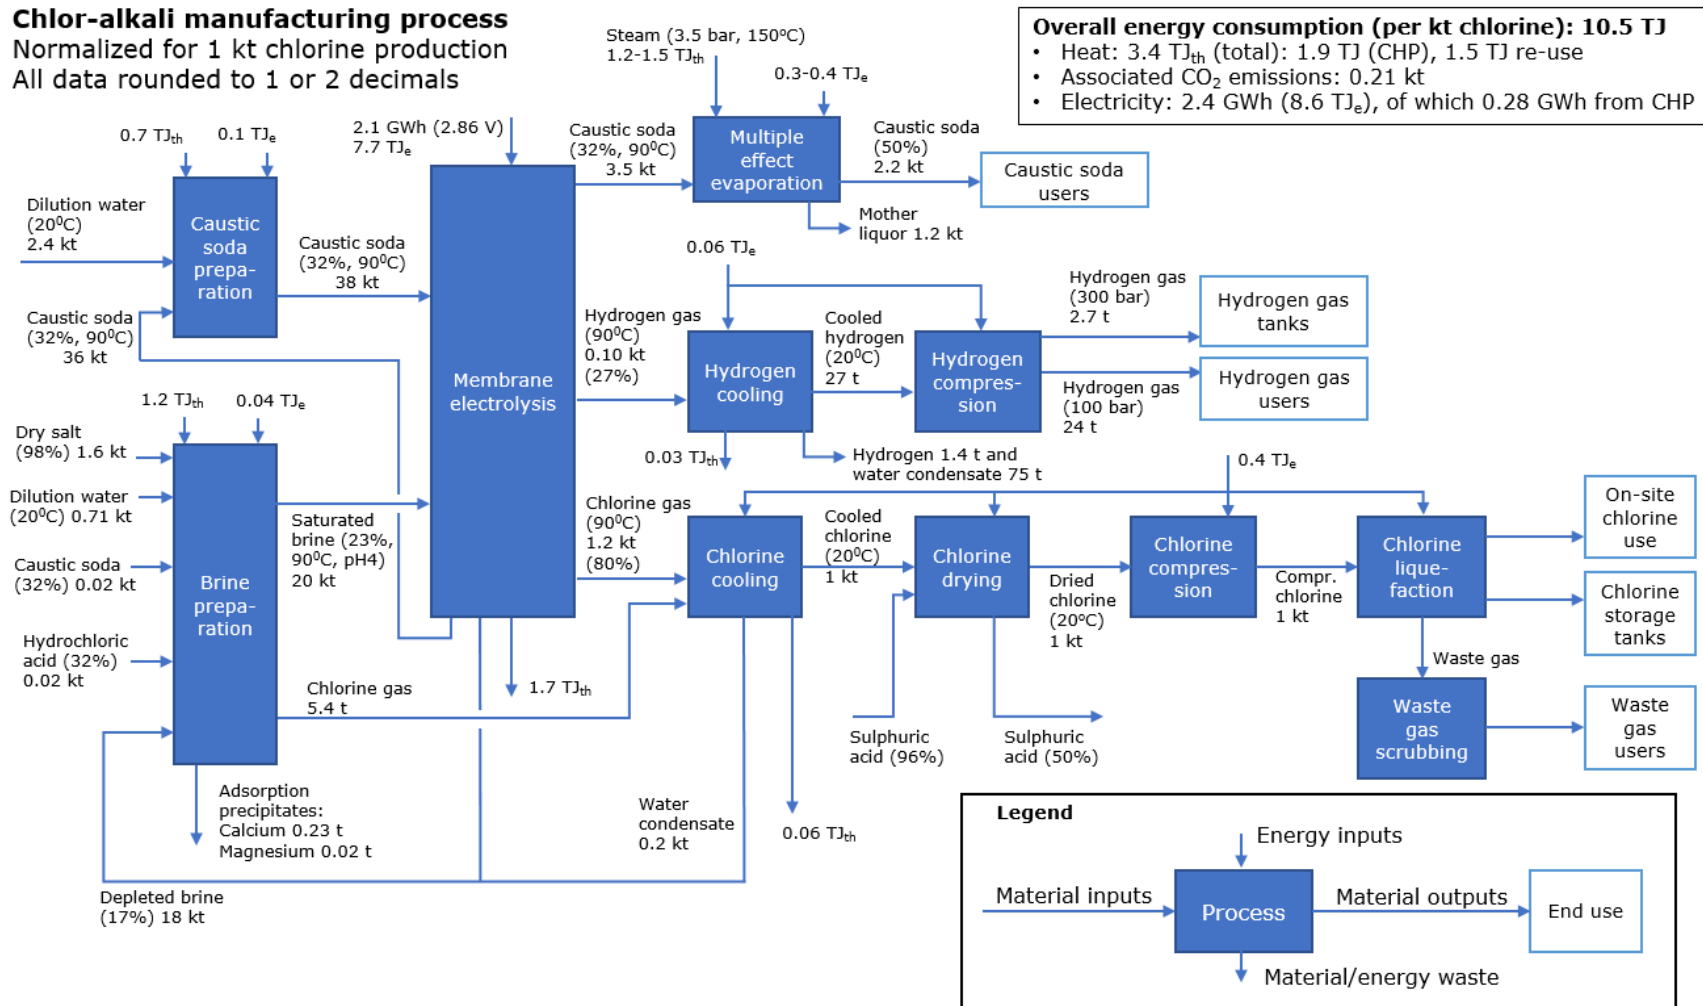 Chlor-alkali manufacturing process
Normalized for 1 kt chlorine production
All data rounded to 1 or 2 decimals
Overall energy consumption (per kt chlorine): 10.5 TJ
• Heat: 3.4 TJth (total): 1.9 TJ (CHP), 1.5 TJ re-use
• Associated CO2 emissions: 0.21 kt
• Electricity: 2.4 GWh (8.6 TJe), of which 0.28 GWh from CHP
Steam (3.5 bar, 150ºC)
1.2-1.5 TJth
0.3-0.4 TJe
0.7 TJth
0.1 TJe
2.1 GWh (2.86 V)
7.7 TJe
Caustic soda
(32%, 90⁰C)
3.5 kt
Multiple
effect
evaporation
Caustic soda
(50%)
2.2 kt
Caustic soda
users
Mother
liquor 1.2 kt
Dilution water
(20⁰C)
2.4 kt
Caustic
soda
prepa-
ration
Caustic soda
(32%, 90⁰C)
38 kt
Caustic soda
(32%, 90⁰C)
36 kt
Membrane
electrolysis
0.06 TJe
Hydrogen gas
(90⁰C)
0.10 kt
(27%)
Hydrogen
cooling
Cooled
hydrogen
(20⁰C)
27 t
Hydrogen
compres-
sion
Hydrogen gas
(300 bar)
2.7 t
Hydrogen gas
tanks
Hydrogen gas
(100 bar)
24 t
Hydrogen gas
users
0.03 TJth
Hydrogen 1.4 t and
water condensate 75 t
1.2 TJth
0.04 TJe
Dry salt
(98%) 1.6 kt
Dilution water
(20⁰C) 0.71 kt
Caustic soda
(32%) 0.02 kt
Hydrochloric
acid (32%)
0.02 kt
Brine
prepa-
ration
Saturated
brine (23%,
90⁰C, pH4)
20 kt
Chlorine gas
5.4 t
1.7 TJth
Chlorine gas
(90⁰C)
1.2 kt
(80%)
Chlorine
cooling
Cooled
chlorine
(20⁰C)
1 kt
Chlorine
drying
Dried
chlorine
(20ºC)
1 kt
0.4 TJe
Chlorine
compres-
sion
Compr.
chlorine
1 kt
Chlorine
lique-
faction
On-site
chlorine
use
Chlorine
storage
tanks
Waste gas
Waste
gas
scrubbing
Waste
gas
users
Sulphuric
acid (96%)
Sulphuric
acid (50%)
Adsorption
precipitates:
Calcium 0.23 t
Magnesium 0.02 t
Water
condensate
0.2 kt
0.06 TJth
Depleted brine
(17%) 18 kt
Legend
Energy inputs
Material inputs
Process
Material outputs
End use
Material/energy waste